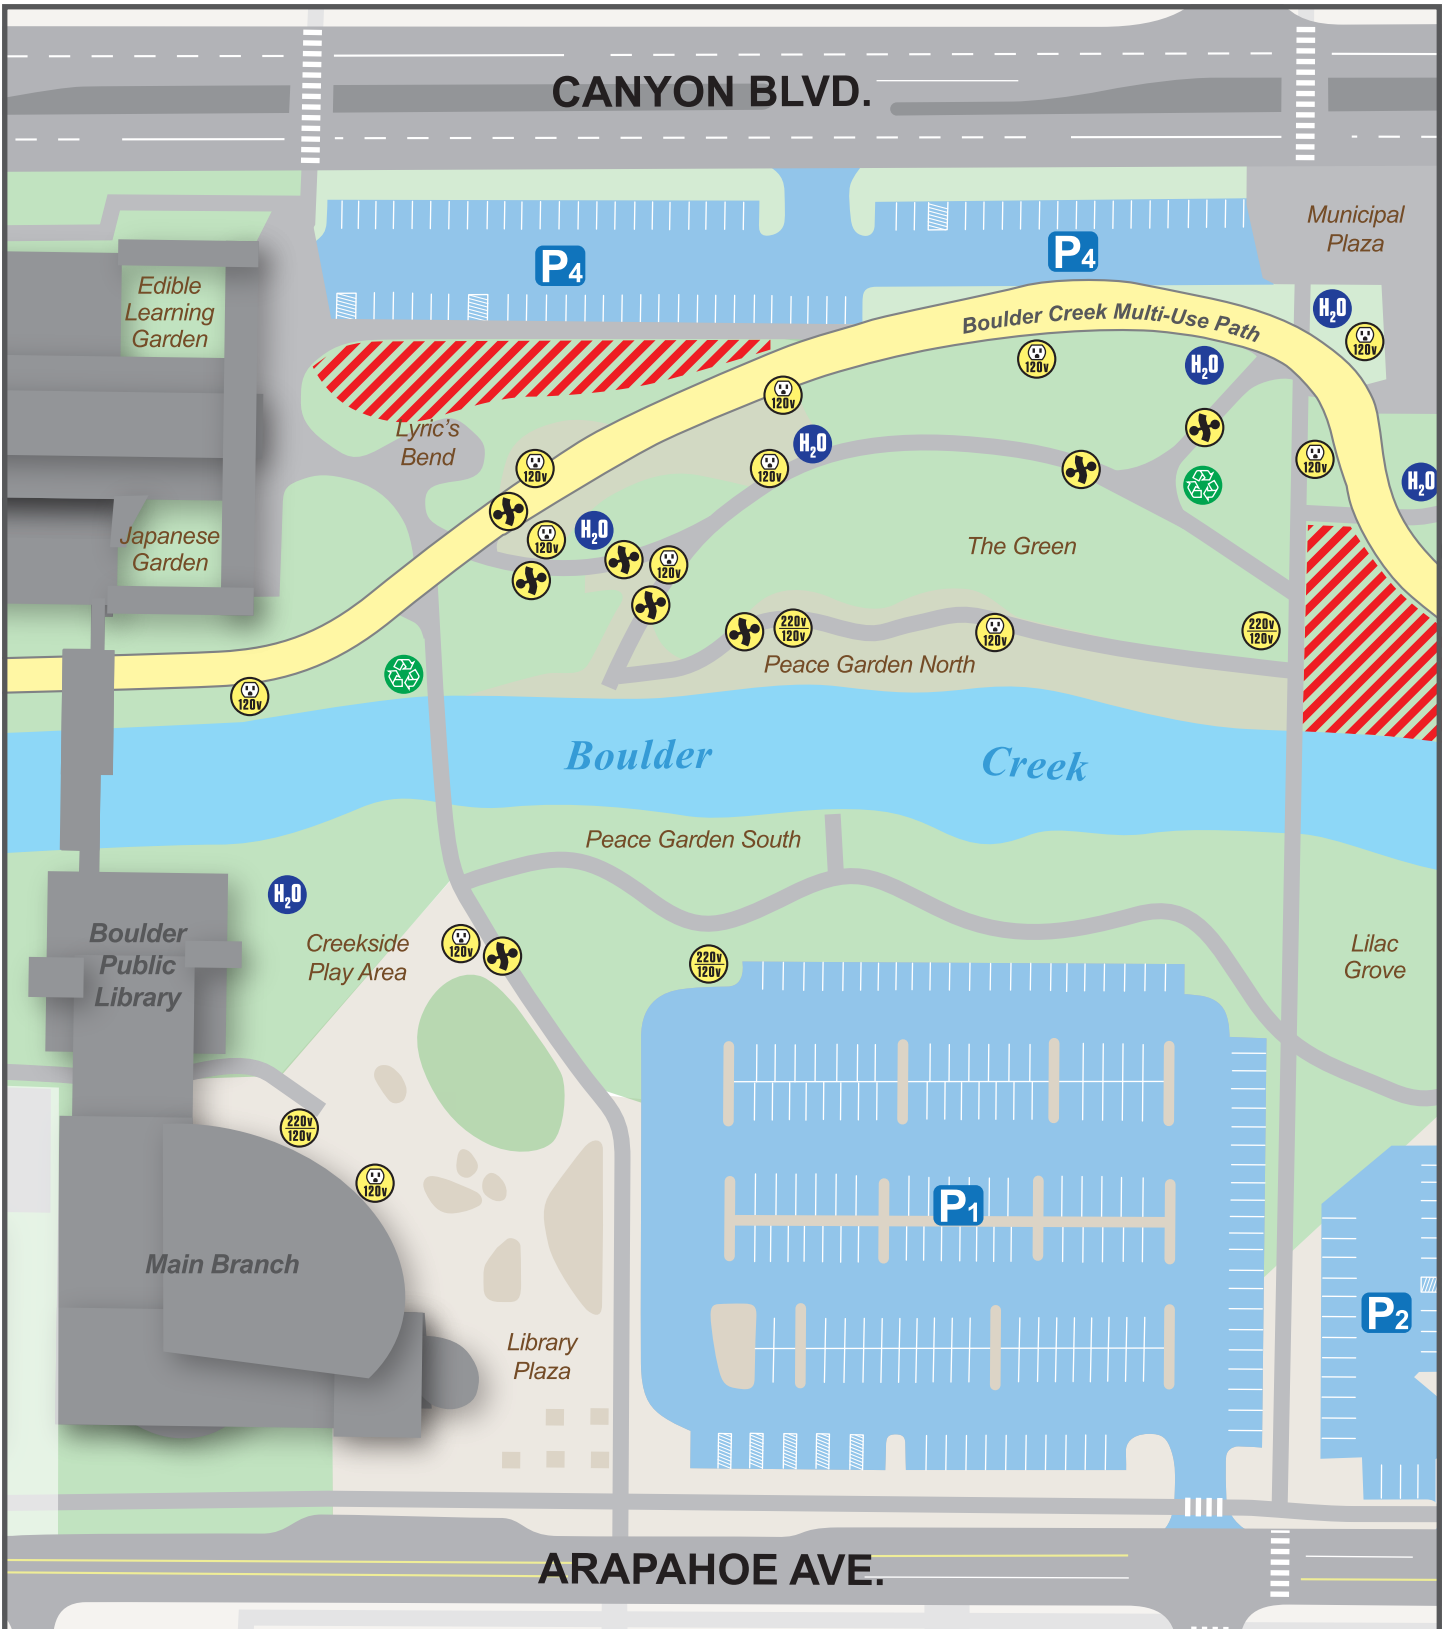 CANYON BLVD.
Municipal
Plaza
P4
P4
Edible
Learning
Garden
Boulder Creek Multi-Use Path
H2O
120v
120v
H2O
120v
Lyric's
Bend
H2O
120v
120v
120v
H2O
Japanese
Garden
120v
H2O
120v
The Green
220v
120v
120v
220v
120v
Peace Garden North
120v
Boulder Creek
Peace Garden South
H2O
Boulder
Public
Library
Creekside
Play Area
120v
220v
120v
Lilac
Grove
220v
120v
120v
P1
Main Branch
P2
Library
Plaza
ARAPAHOE AVE.